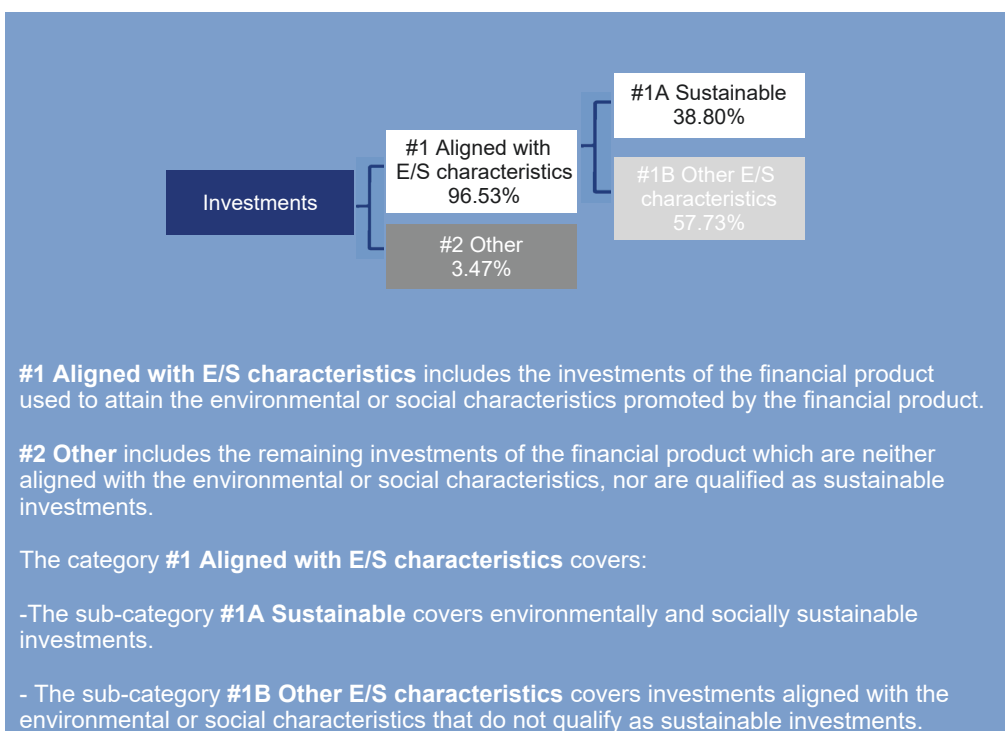 #1A Sustainable
38.80%
#1 Aligned with
E/S characteristics
96.53%
#1B Other E/S
characteristics
57.73%
Investments
#2 Other
3.47%
#1 Aligned with E/S characteristics includes the investments of the financial product
used to attain the environmental or social characteristics promoted by the financial product.
#2 Other includes the remaining investments of the financial product which are neither
aligned with the environmental or social characteristics, nor are qualified as sustainable
investments.
The category #1 Aligned with E/S characteristics covers:
-The sub-category #1A Sustainable covers environmentally and socially sustainable
investments.
- The sub-category #1B Other E/S characteristics covers investments aligned with the
environmental or social characteristics that do not qualify as sustainable investments.